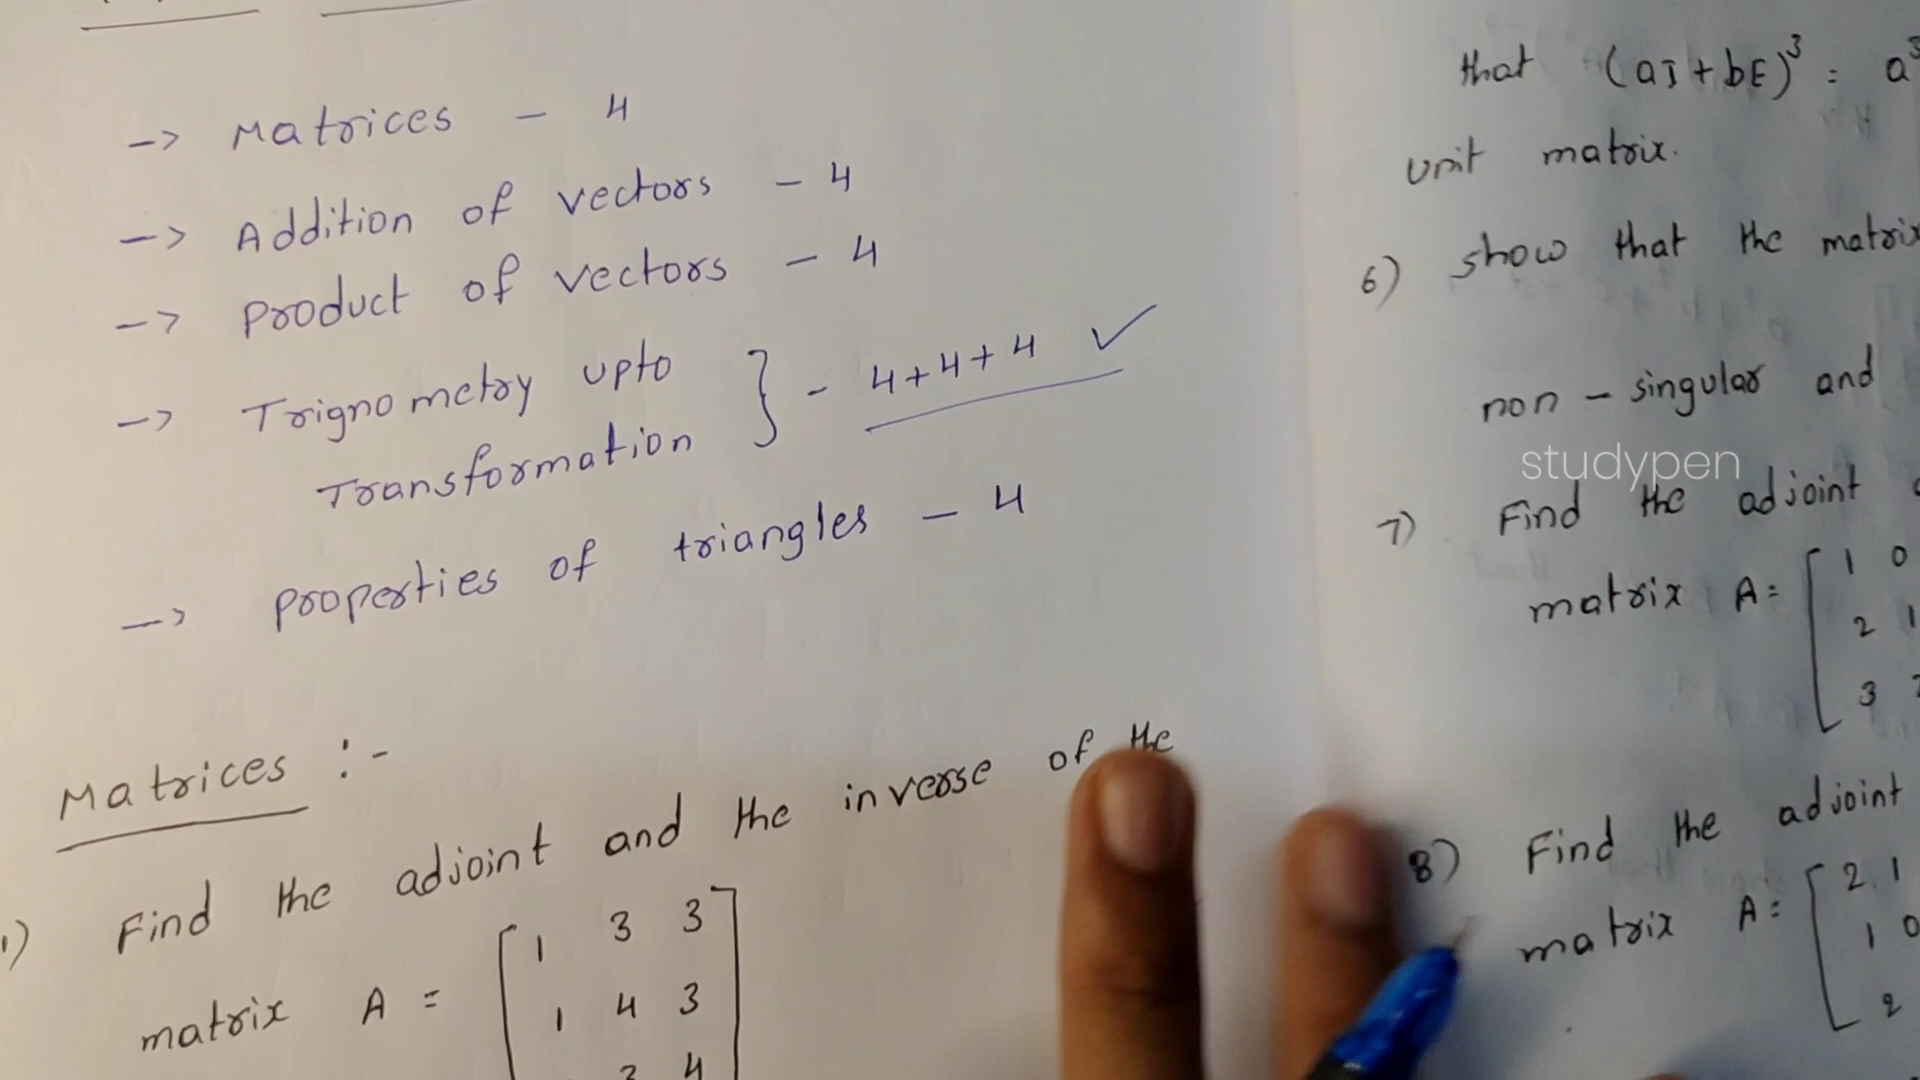 -> Matrices - 4
-> Addition of vectors - 4
-> Product of vectors - 4
-> Trignometry upto
Transformation } - 4+4+4 ✓
-> Properties of triangles - 4
Matrices :-
1) Find the adjoint and the inverse of the
matrix A = [ 1 3 3
1 4 3
3 4
that (aI + bE)³ = a³
unit matrix.
6) show that the matrix
non - singular and
studypen
7) Find the adjoint
matrix A = [ 1 0
2 1
3
8) Find the adjoint
matrix A = [ 2 1
1 0
2